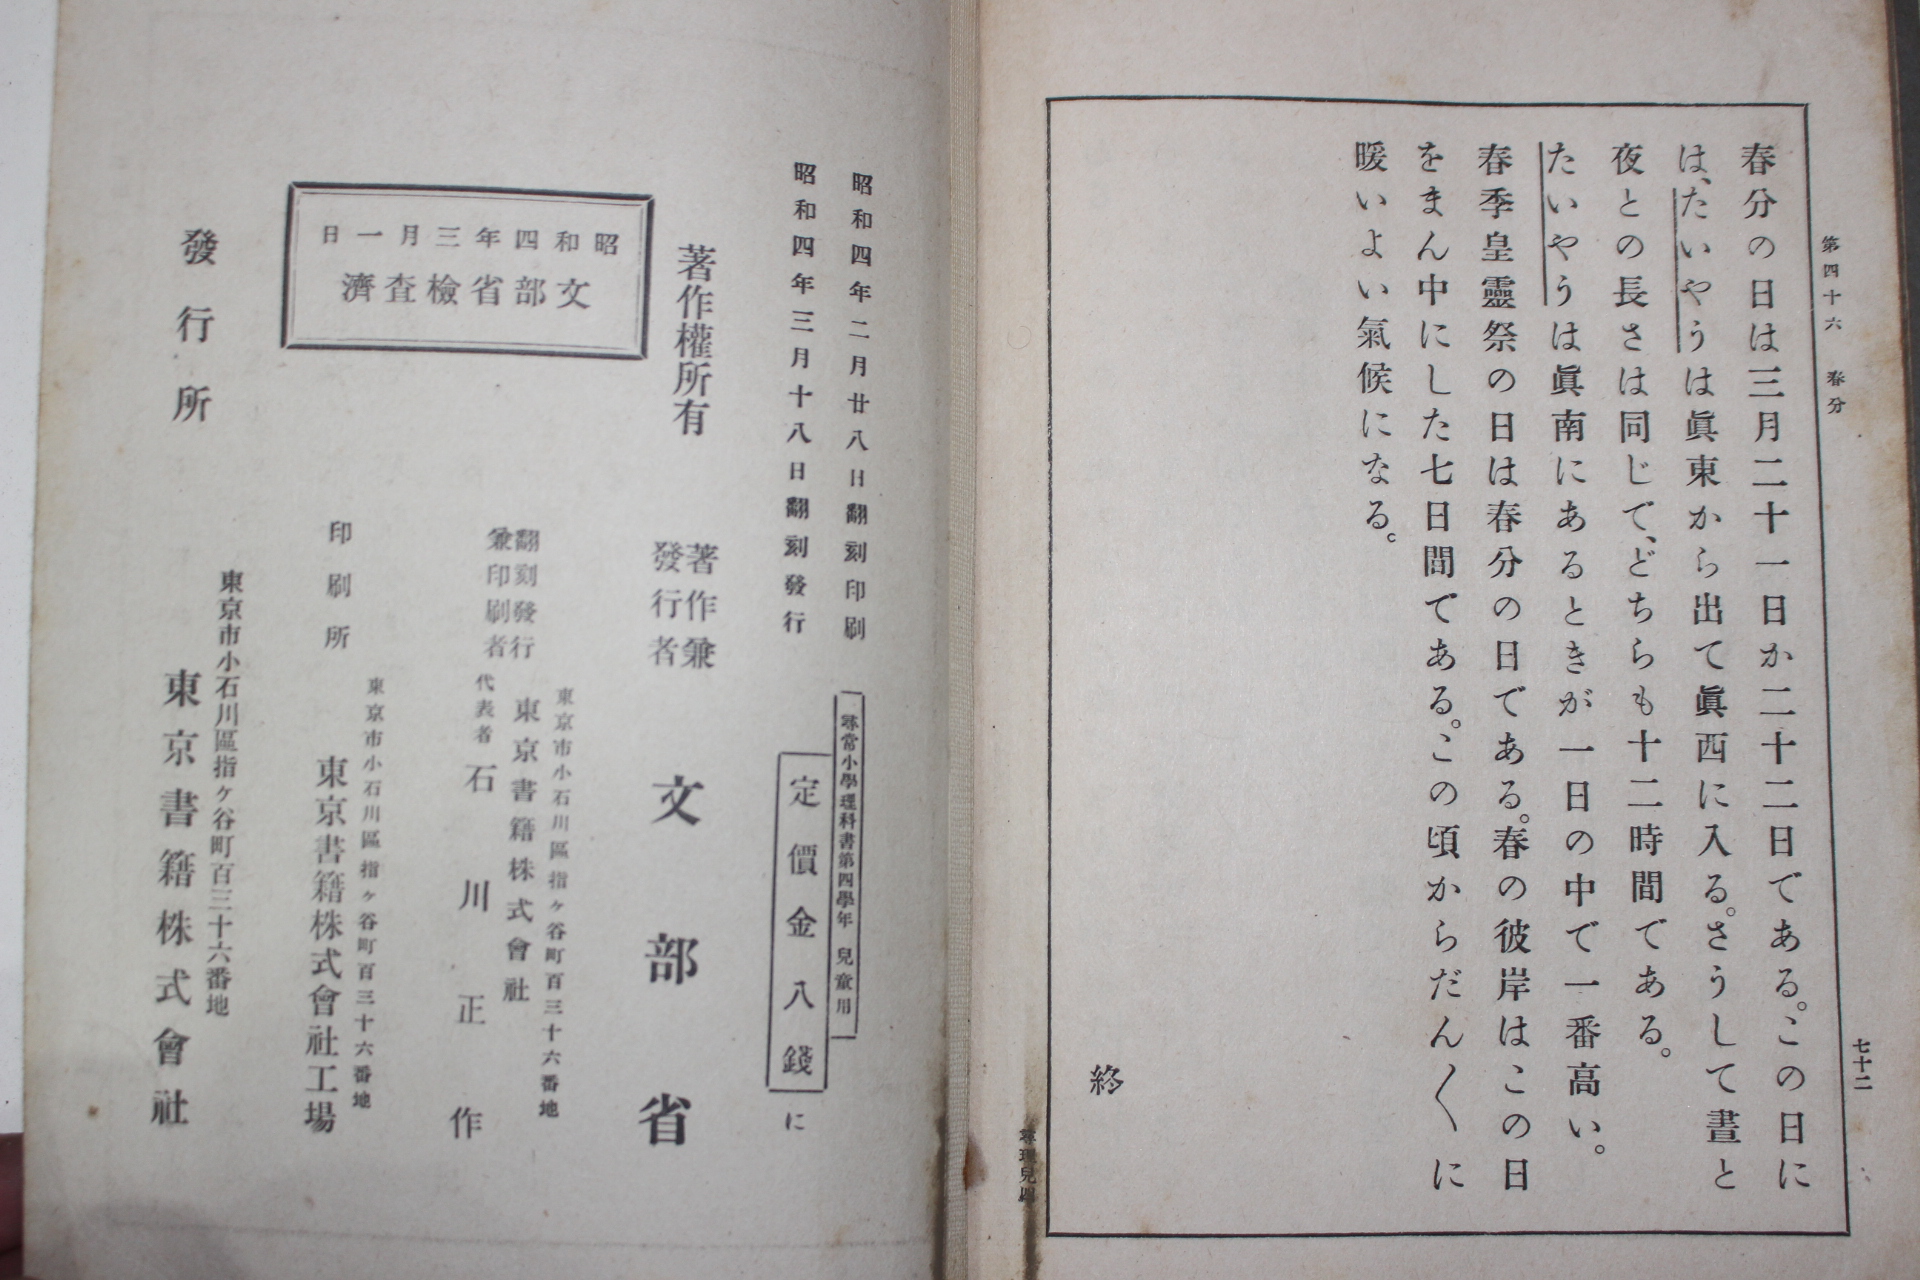 第四十六 春分
七十二
春分の日は三月二十一日か二十二日である。この日に
は、たいやうは眞東から出て眞西に入る。さうして晝と
夜との長さは同じで、どちらも十二時間である。
たいやうは眞南にあるときが一日の中で一番高い。
春季皇靈祭の日は春分の日である。春の彼岸はこの日
をまん中にした七日間である。この頃からだん〱に
暖いよい氣候になる。
終
尋理兒四
昭和四年二月廿八日翻刻印刷
昭和四年三月十八日翻刻發行
尋常小學理科書第四學年 兒童用
定價金八錢
に
著作權所有
著作兼
發行者
文部省
昭和四年三月一日
文部省檢査濟
翻刻發行
兼印刷者
東京市小石川區指ヶ谷町百三十六番地
東京書籍株式會社
代表者 石川正作
印刷所
東京市小石川區指ヶ谷町百三十六番地
東京書籍株式會社工場
發行所
東京市小石川區指ヶ谷町百三十六番地
東京書籍株式會社